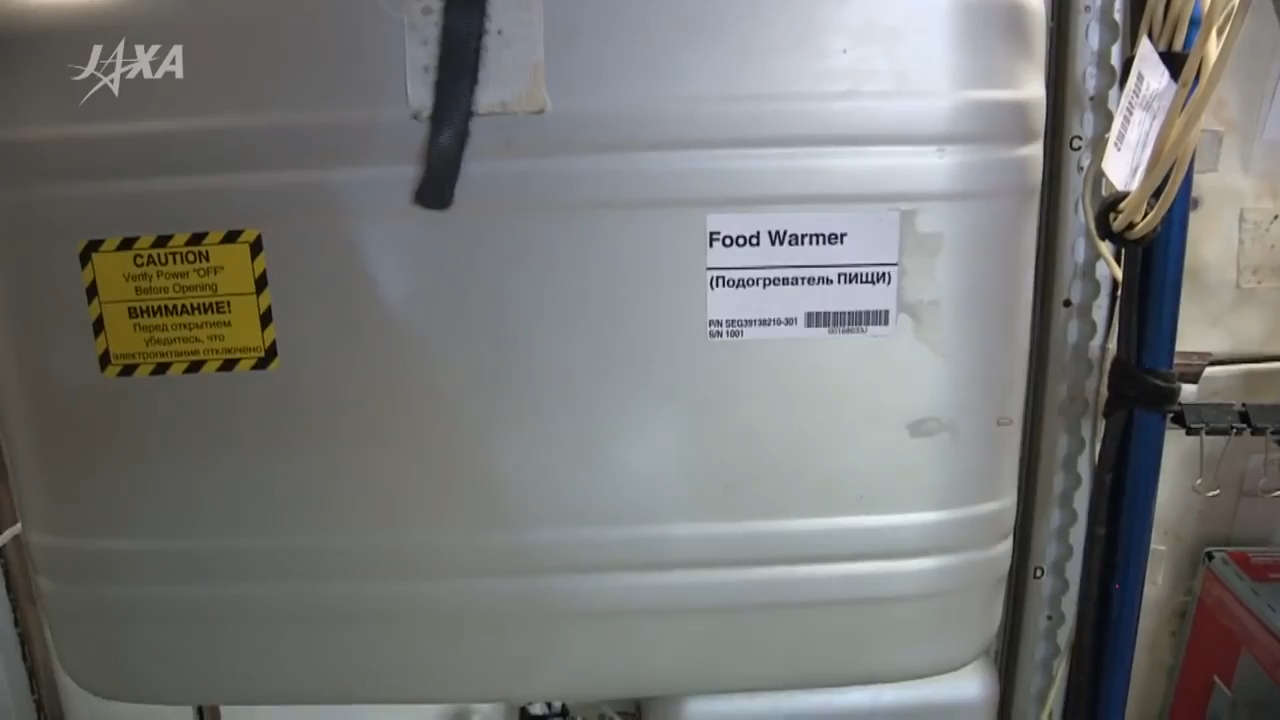 JAXA
CAUTION
Verify Power "OFF"
Before Opening
ВНИМАНИЕ!
Перед открытием
убедитесь, что
электропитание отключено
Food Warmer
(Подогреватель ПИЩИ)
P/N SEG39138210-301
S/N 1001
C
D